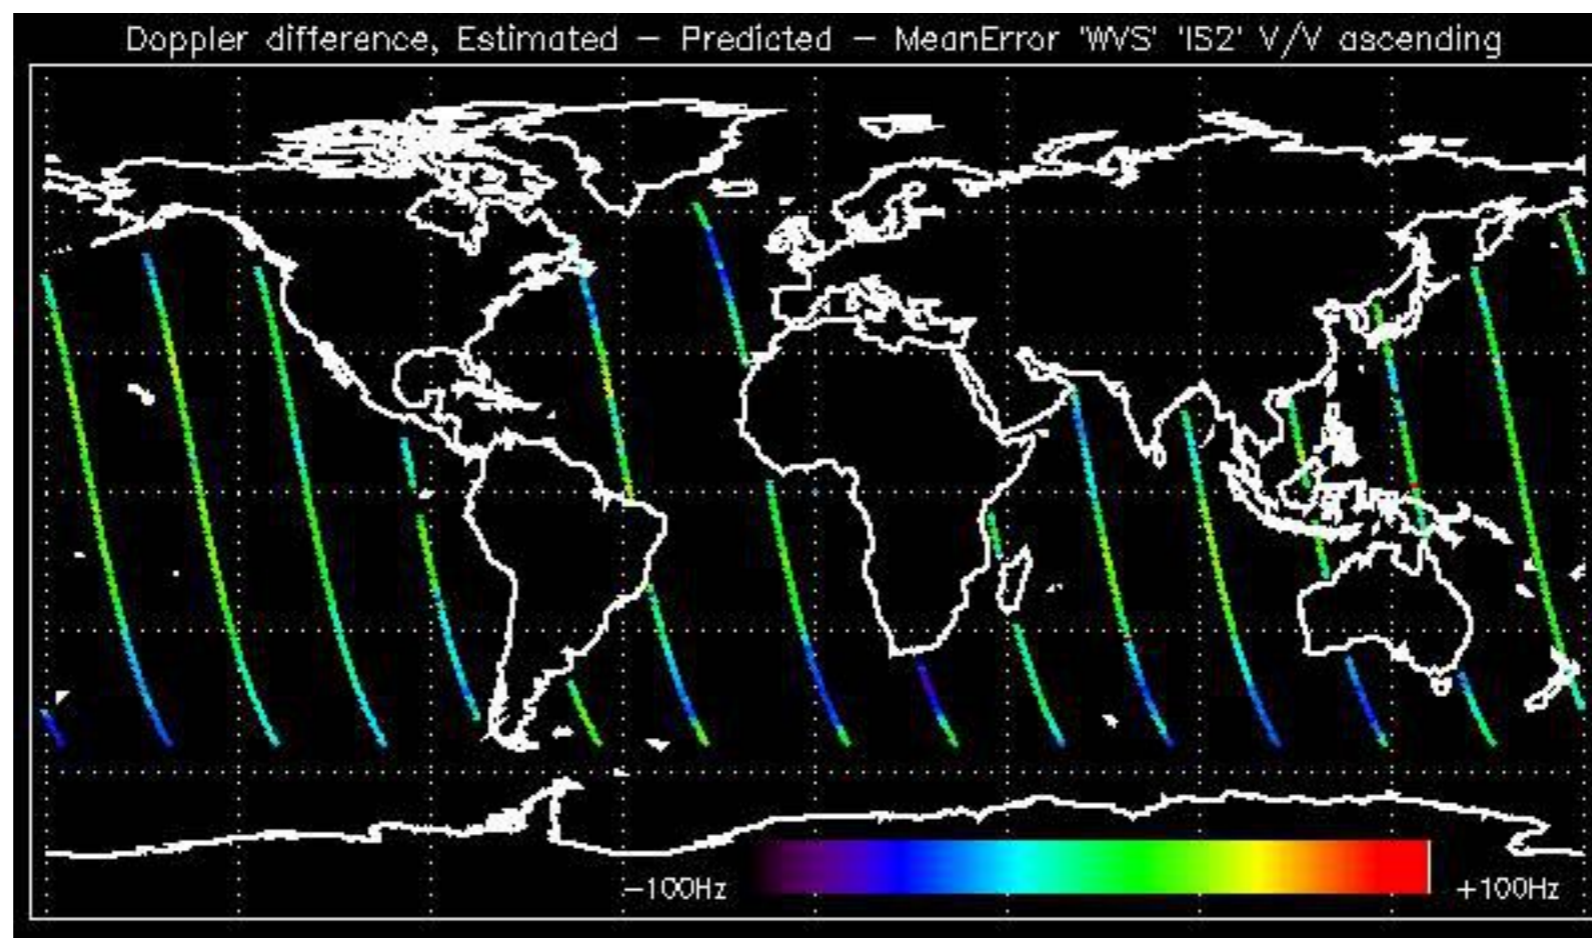 Doppler difference, Estimated – Predicted – MeanError 'WVS' 'IS2' V/V ascending
–100Hz
+100Hz